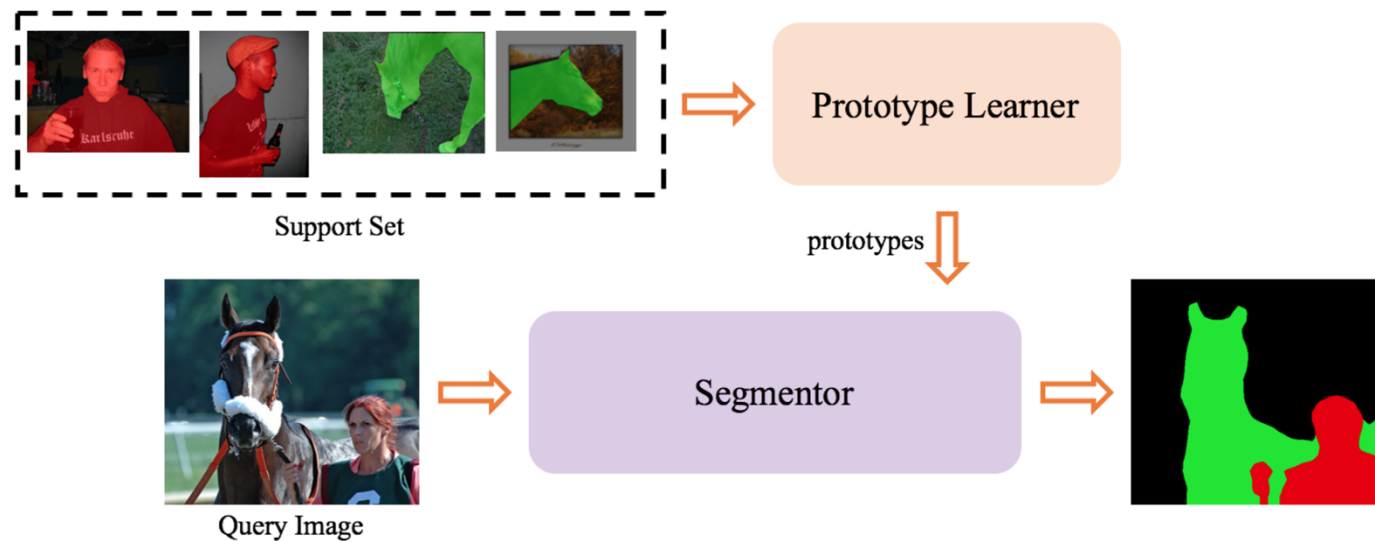 Karlsruhe
Prototype Learner
Support Set
prototypes
Segmentor
Query Image